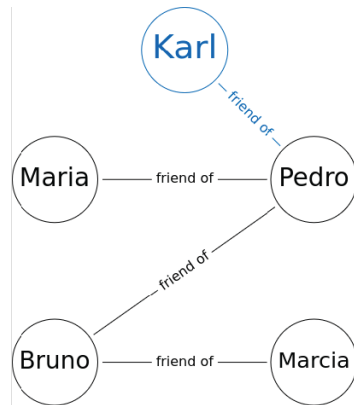 Karl
friend of
Maria
friend of
Pedro
friend of
Bruno
friend of
Marcia